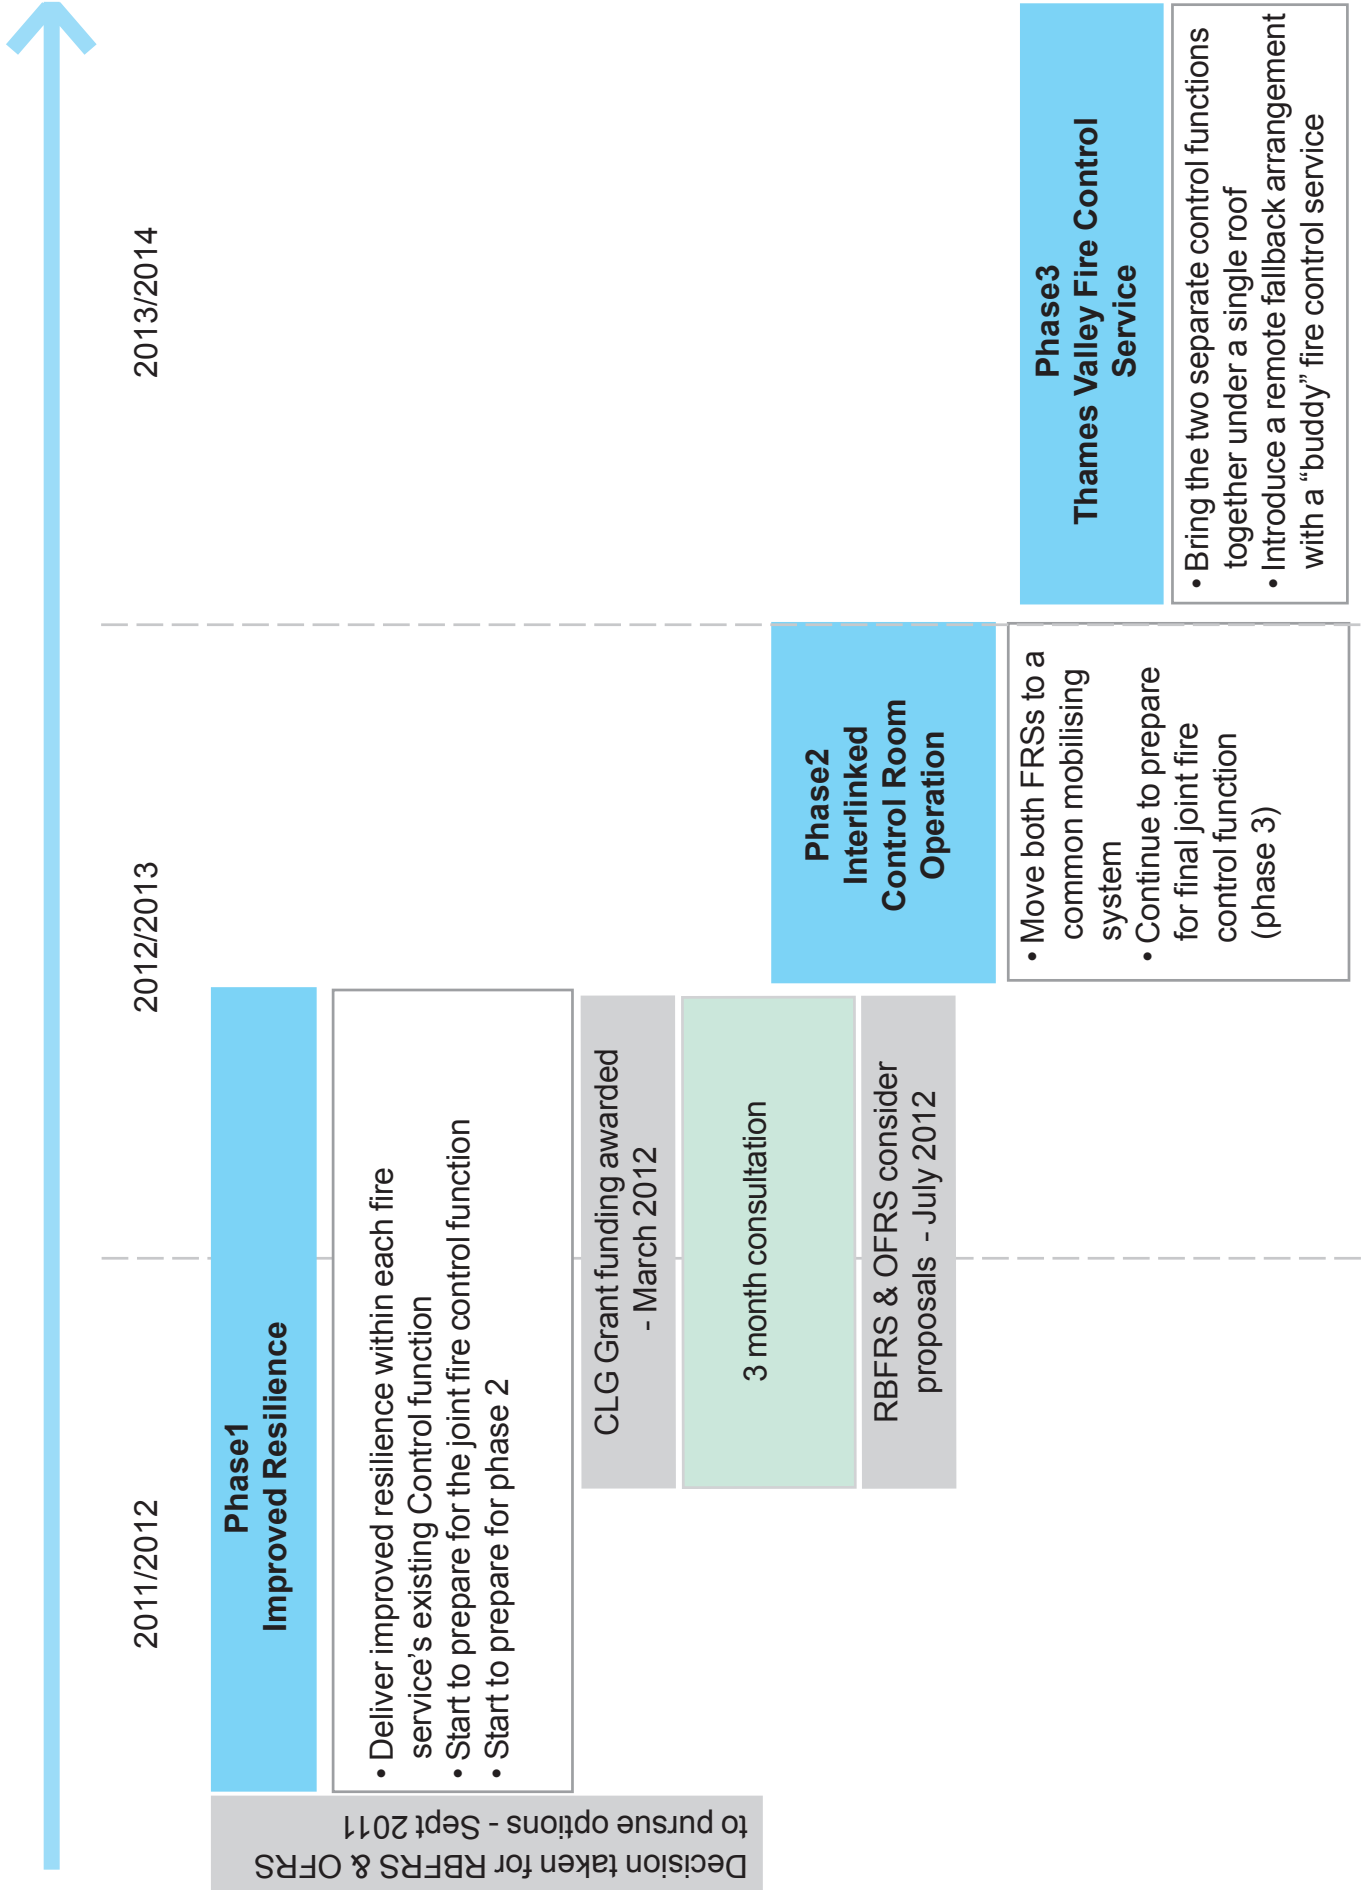 2011/2012
2012/2013
2013/2014
Decision taken for RBFRS & OFRS
to pursue options - Sept 2011
Phase1
Improved Resilience
• Deliver improved resilience within each fire
service’s existing Control function
• Start to prepare for the joint fire control function
• Start to prepare for phase 2
CLG Grant funding awarded
- March 2012
3 month consultation
RBFRS & OFRS consider
proposals - July 2012
Phase2
Interlinked
Control Room
Operation
• Move both FRSs to a
common mobilising
system
• Continue to prepare
for final joint fire
control function
(phase 3)
Phase3
Thames Valley Fire Control
Service
• Bring the two separate control functions
together under a single roof
• Introduce a remote fallback arrangement
with a “buddy” fire control service